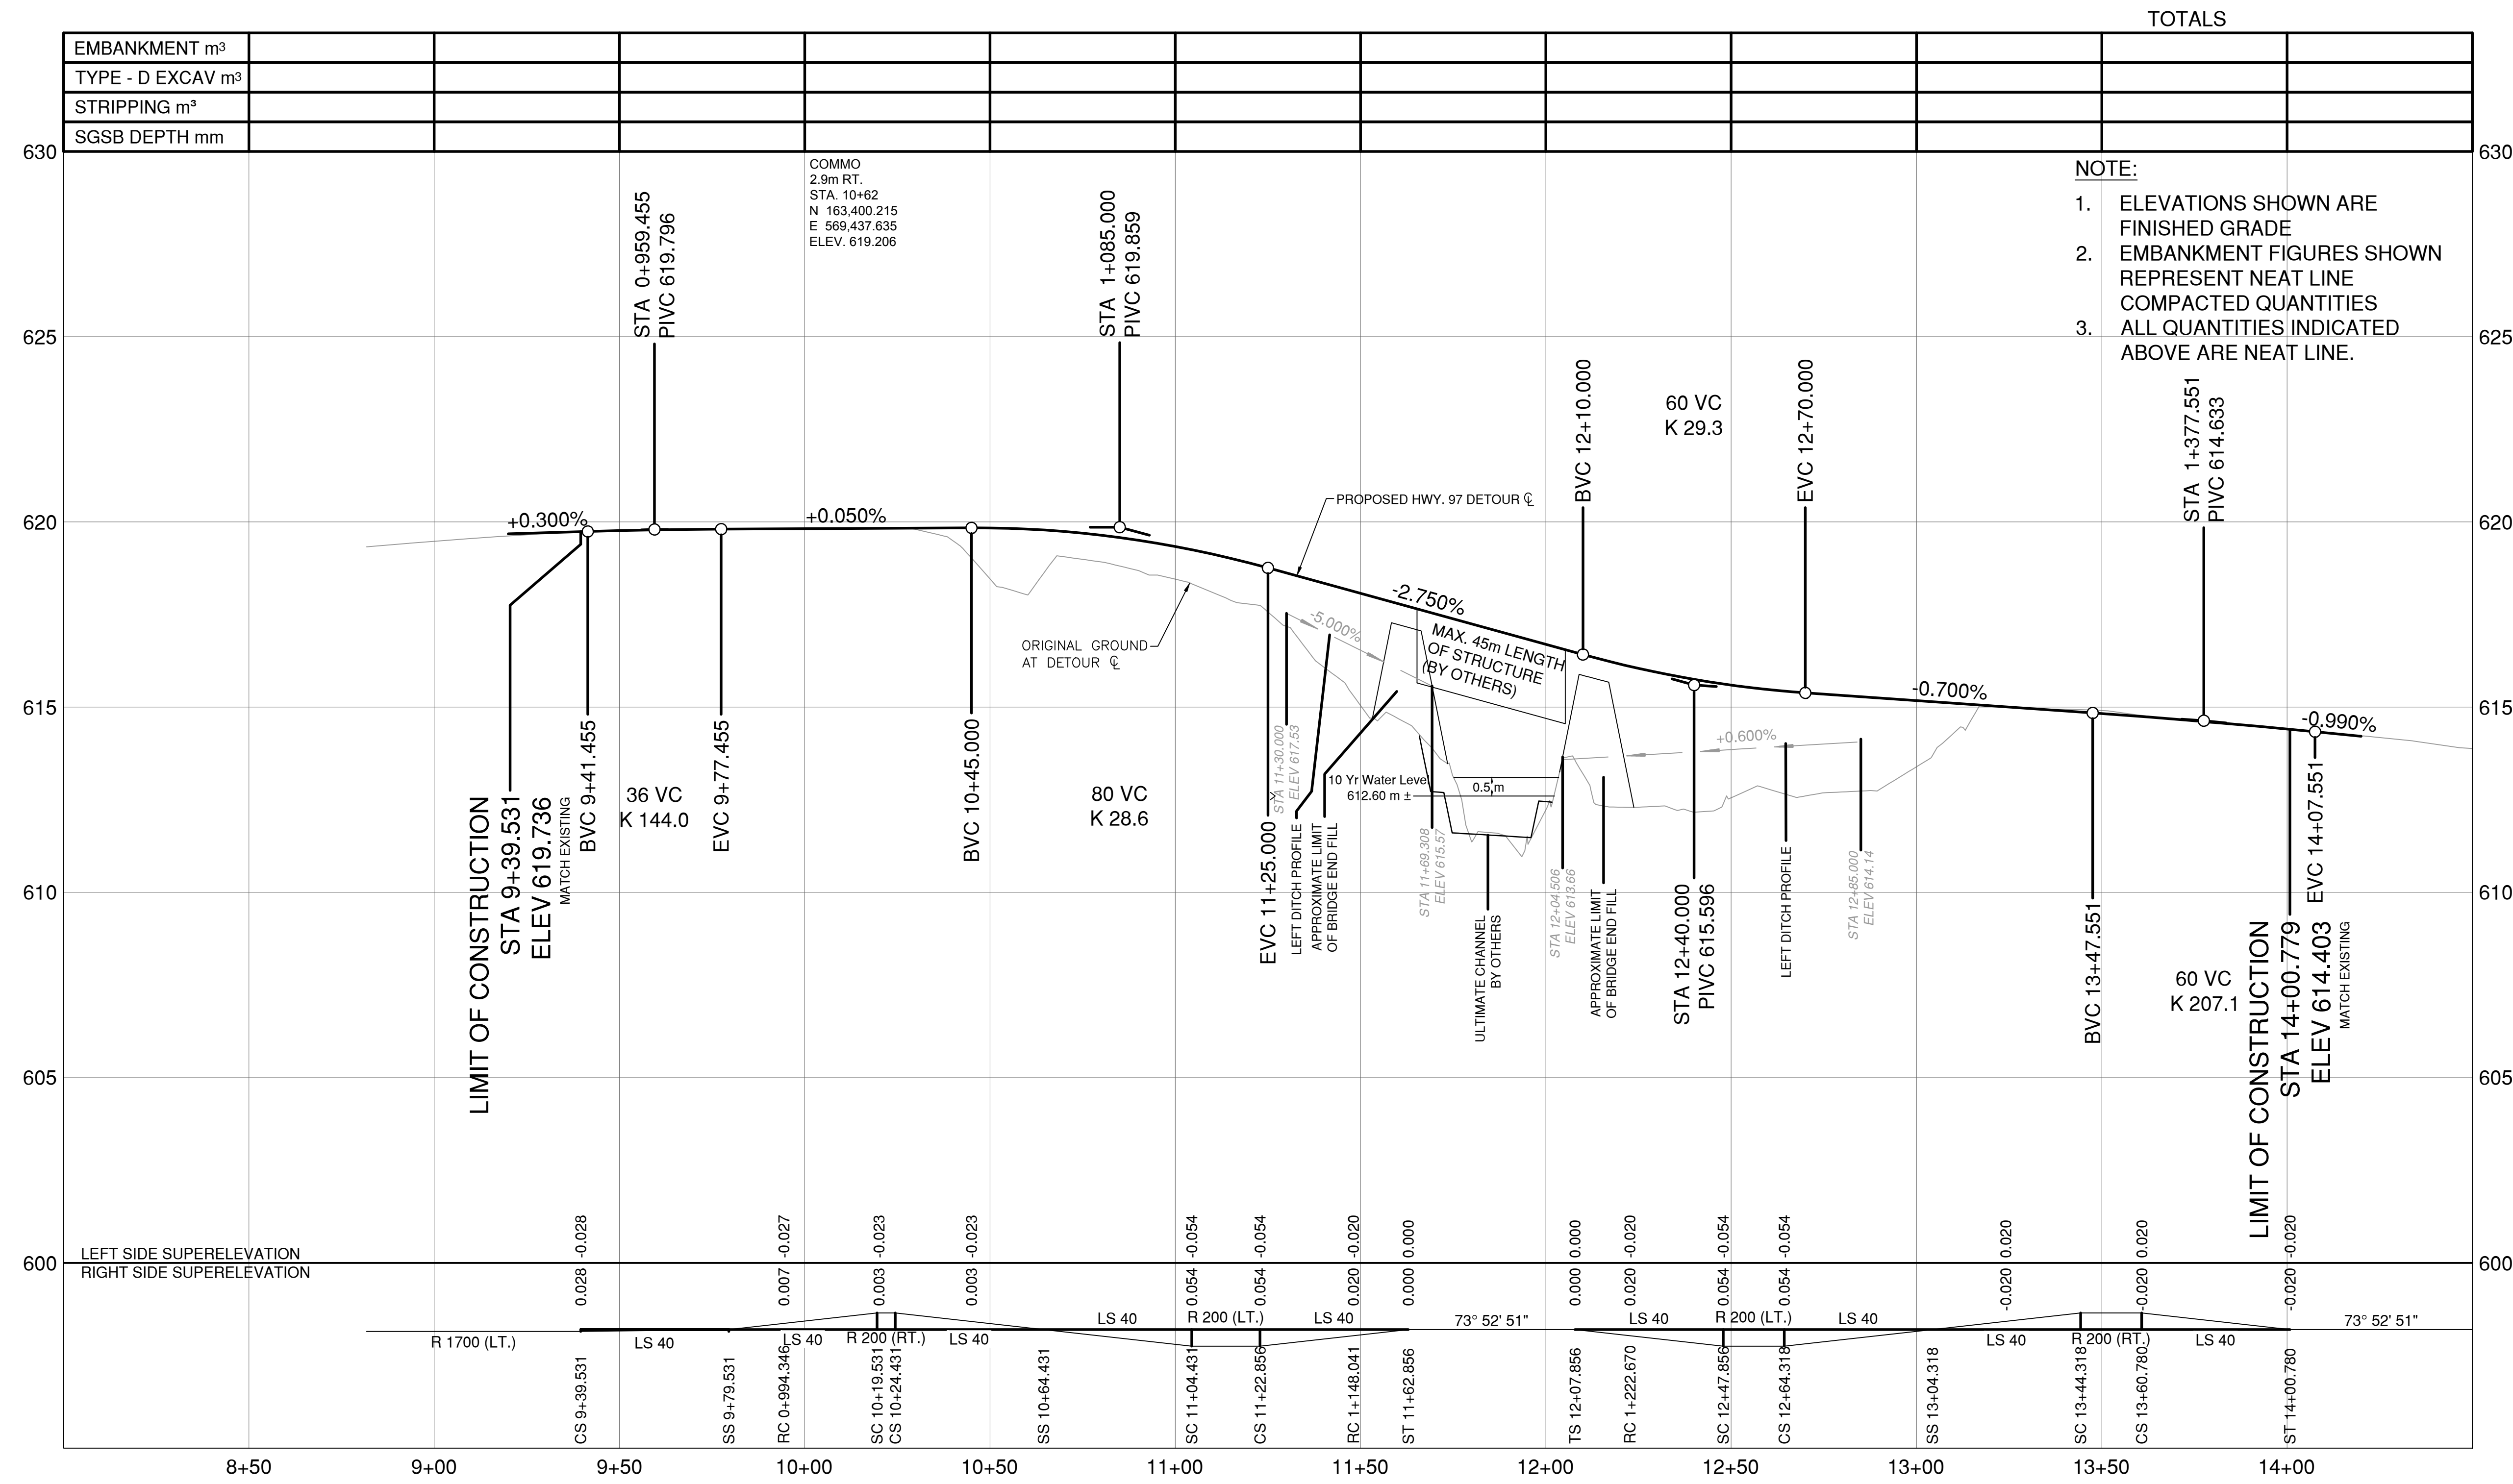 TOTALS
EMBANKMENT m³
TYPE - D EXCAV m³
STRIPPING m³
SGSB DEPTH mm
630
630
COMMO
2.9m RT.
STA. 10+62
N 163,400.215
E 569,437.635
ELEV. 619.206
NOTE:
1. ELEVATIONS SHOWN ARE
FINISHED GRADE
2. EMBANKMENT FIGURES SHOWN
REPRESENT NEAT LINE
COMPACTED QUANTITIES
3. ALL QUANTITIES INDICATED
ABOVE ARE NEAT LINE.
STA 0+959.455
PIVC 619.796
STA 1+085.000
PIVC 619.859
625
625
BVC 12+10.000
60 VC
K 29.3
EVC 12+70.000
STA 1+377.551
PIVC 614.633
620
620
+0.300%
+0.050%
PROPOSED HWY. 97 DETOUR ℄
-2.750%
-5.000%
ORIGINAL GROUND
AT DETOUR ℄
MAX. 45m LENGTH
OF STRUCTURE
(BY OTHERS)
-0.700%
-0.990%
+0.600%
615
615
LIMIT OF CONSTRUCTION
STA 9+39.531
ELEV 619.736
MATCH EXISTING
BVC 9+41.455
36 VC
K 144.0
EVC 9+77.455
BVC 10+45.000
80 VC
K 28.6
EVC 11+25.000
STA 11+30.000
ELEV 617.53
LEFT DITCH PROFILE
APPROXIMATE LIMIT
OF BRIDGE END FILL
10 Yr Water Level
612.60 m ±
0.5 m
STA 11+69.308
ELEV 615.57
ULTIMATE CHANNEL
BY OTHERS
STA 12+04.506
ELEV 613.66
APPROXIMATE LIMIT
OF BRIDGE END FILL
STA 12+40.000
PIVC 615.596
LEFT DITCH PROFILE
STA 12+85.000
ELEV 614.14
BVC 13+47.551
60 VC
K 207.1
LIMIT OF CONSTRUCTION
STA 14+00.779
ELEV 614.403
MATCH EXISTING
EVC 14+07.551
610
610
605
605
600
600
LEFT SIDE SUPERELEVATION
-0.028
-0.027
-0.023
-0.023
-0.054
-0.054
-0.020
0.000
0.000
-0.020
-0.054
-0.054
0.020
0.020
-0.020
RIGHT SIDE SUPERELEVATION
0.028
0.007
0.003
0.003
0.054
0.054
0.020
0.000
0.000
0.020
0.054
0.054
-0.020
-0.020
-0.020
R 1700 (LT.)
LS 40
LS 40
R 200 (RT.)
LS 40
LS 40
R 200 (LT.)
LS 40
73° 52' 51"
LS 40
R 200 (LT.)
LS 40
LS 40
R 200 (RT.)
LS 40
73° 52' 51"
CS 9+39.531
SS 9+79.531
RC 0+994.346
SC 10+19.531
CS 10+24.431
SS 10+64.431
SC 11+04.431
CS 11+22.856
RC 1+148.041
ST 11+62.856
TS 12+07.856
RC 1+222.670
SC 12+47.856
CS 12+64.318
SS 13+04.318
SC 13+44.318
CS 13+60.780
ST 14+00.780
8+50
9+00
9+50
10+00
10+50
11+00
11+50
12+00
12+50
13+00
13+50
14+00